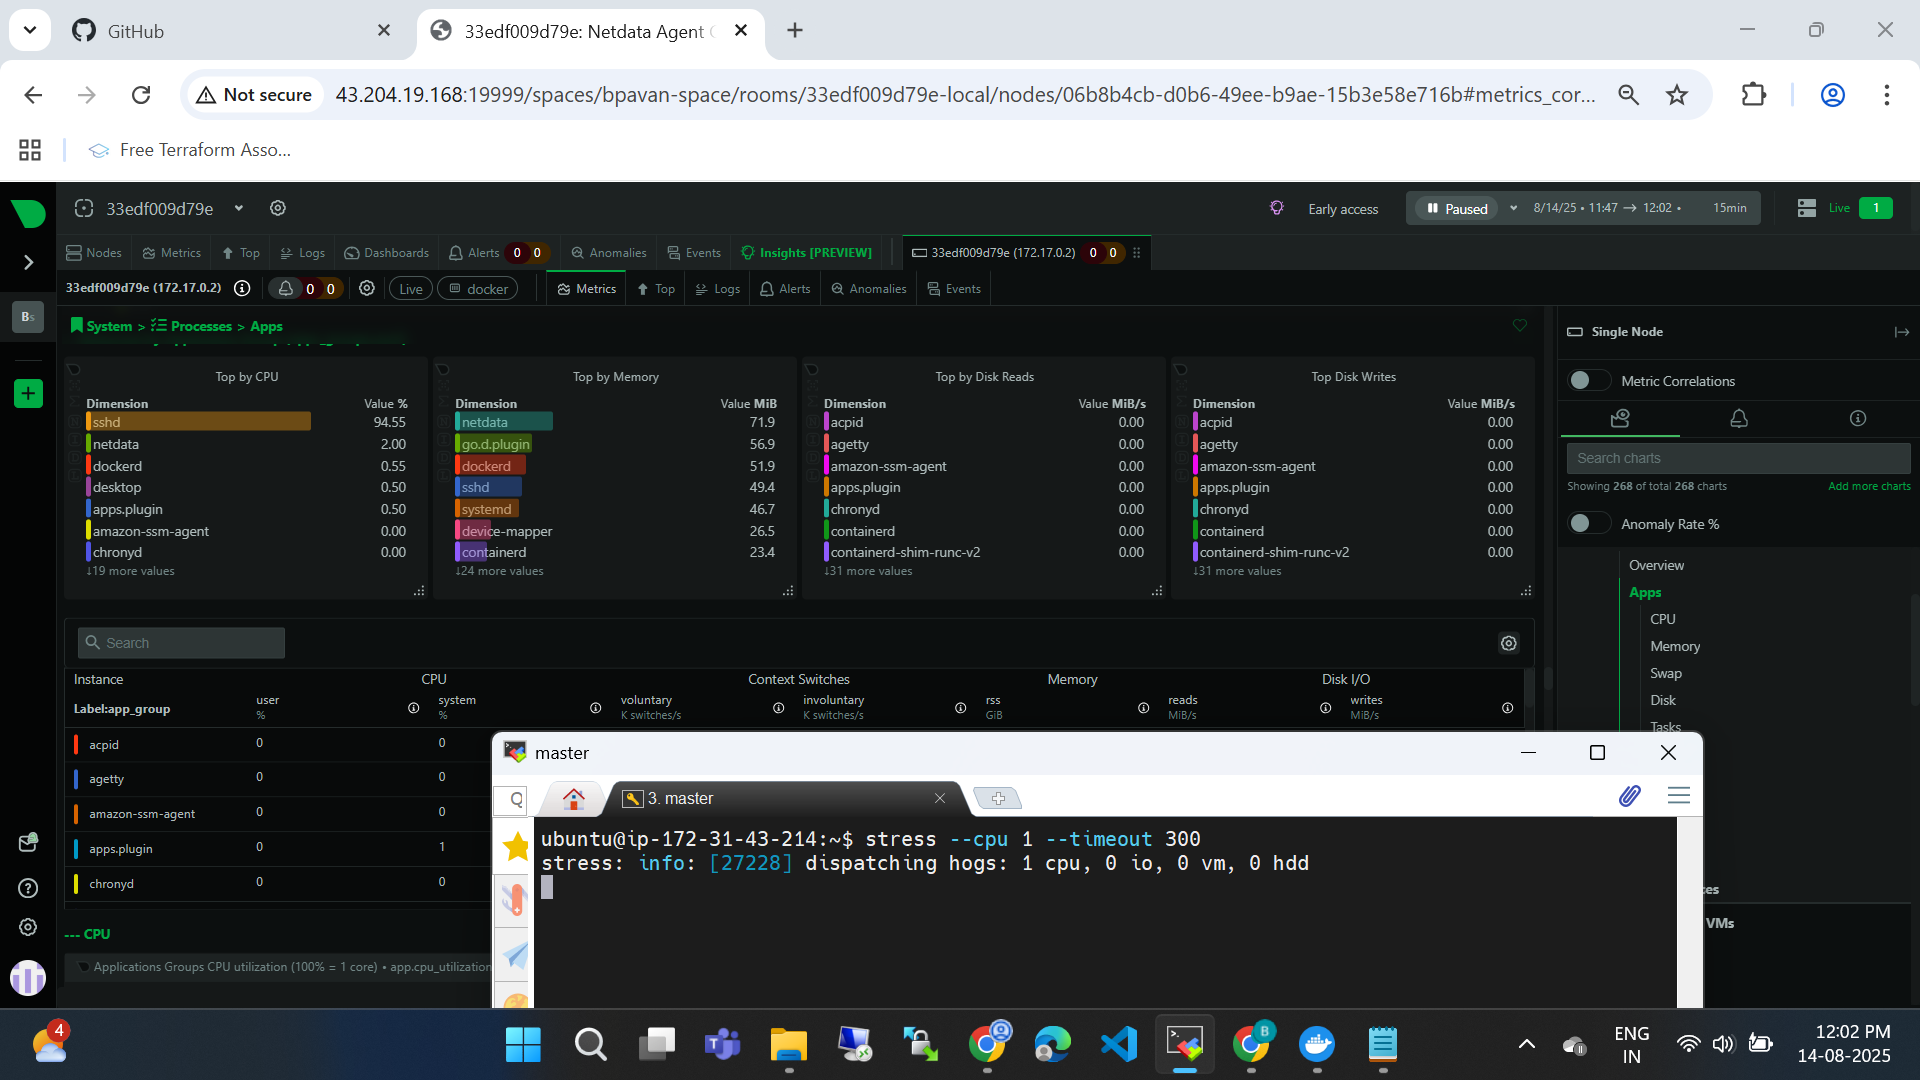 GitHub
33edf009d79e: Netdata Agent
Not secure
43.204.19.168:19999/spaces/bpavan-space/rooms/33edf009d79e-local/nodes/06b8b4cb-d0b6-49ee-b9ae-15b3e58e716b#metrics_cor...
Free Terraform Asso...
33edf009d79e
Early access
Paused
8/14/25 • 11:47 → 12:02 •
15min
Live
1
Nodes
Metrics
Top
Logs
Dashboards
Alerts
0
0
Anomalies
Events
Insights [PREVIEW]
33edf009d79e (172.17.0.2)
0
0
33edf009d79e (172.17.0.2)
0
0
Live
docker
Metrics
Top
Logs
Alerts
Anomalies
Events
Bs
System > Processes > Apps
Top by CPU
Dimension Value %
sshd 94.55
netdata 2.00
dockerd 0.55
desktop 0.50
apps.plugin 0.50
amazon-ssm-agent 0.00
chronyd 0.00
↓19 more values
Top by Memory
Dimension Value MiB
netdata 71.9
go.d.plugin 56.9
dockerd 51.9
sshd 49.4
systemd 46.7
device-mapper 26.5
containerd 23.4
↓24 more values
Top by Disk Reads
Dimension Value MiB/s
acpid 0.00
agetty 0.00
amazon-ssm-agent 0.00
apps.plugin 0.00
chronyd 0.00
containerd 0.00
containerd-shim-runc-v2 0.00
↓31 more values
Top Disk Writes
Dimension Value MiB/s
acpid 0.00
agetty 0.00
amazon-ssm-agent 0.00
apps.plugin 0.00
chronyd 0.00
containerd 0.00
containerd-shim-runc-v2 0.00
↓31 more values
Single Node
Metric Correlations
Search charts
Showing 268 of total 268 charts
Add more charts
Anomaly Rate %
Overview
Apps
CPU
Memory
Swap
Disk
Tasks
VMs
Search
Instance CPU Context Switches Memory Disk I/O
Label:app_group user system voluntary involuntary rss reads writes
% % K switches/s K switches/s GiB MiB/s MiB/s
acpid 0 0
agetty 0 0
amazon-ssm-agent 0 0
apps.plugin 0 1
chronyd 0 0
--- CPU
Applications Groups CPU utilization (100% = 1 core) • app.cpu_utilization
master
3. master
ubuntu@ip-172-31-43-214:~$ stress --cpu 1 --timeout 300
stress: info: [27228] dispatching hogs: 1 cpu, 0 io, 0 vm, 0 hdd
4
B
ENG
IN
12:02 PM
14-08-2025